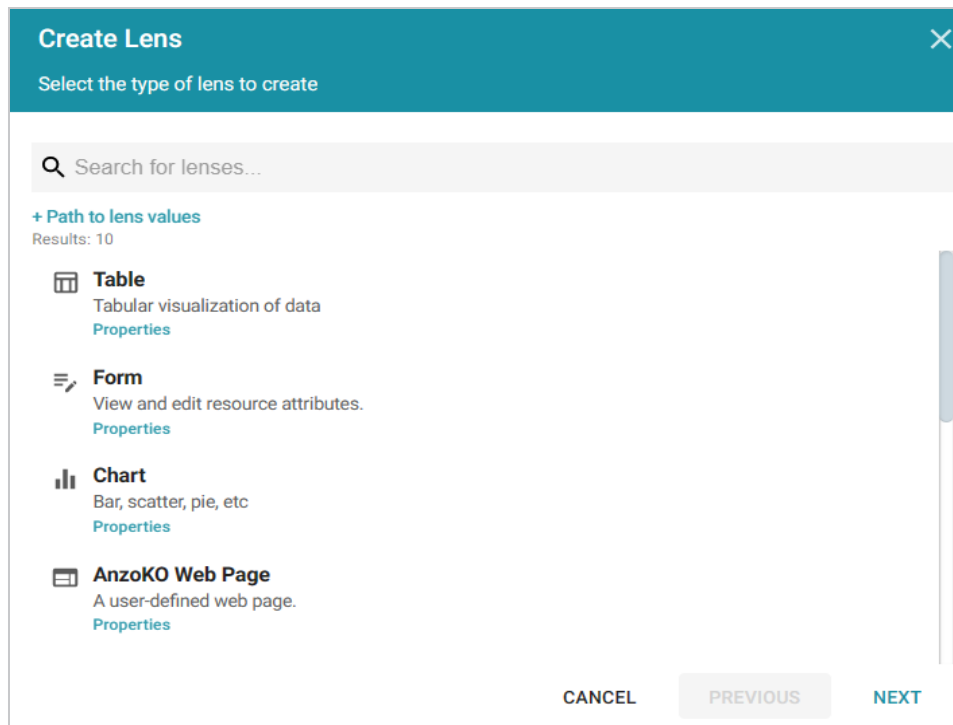 Create Lens
Select the type of lens to create
Search for lenses...
+ Path to lens values
Results: 10
Table
Tabular visualization of data
Properties
Form
View and edit resource attributes.
Properties
Chart
Bar, scatter, pie, etc
Properties
AnzoKO Web Page
A user-defined web page.
Properties
CANCEL PREVIOUS NEXT